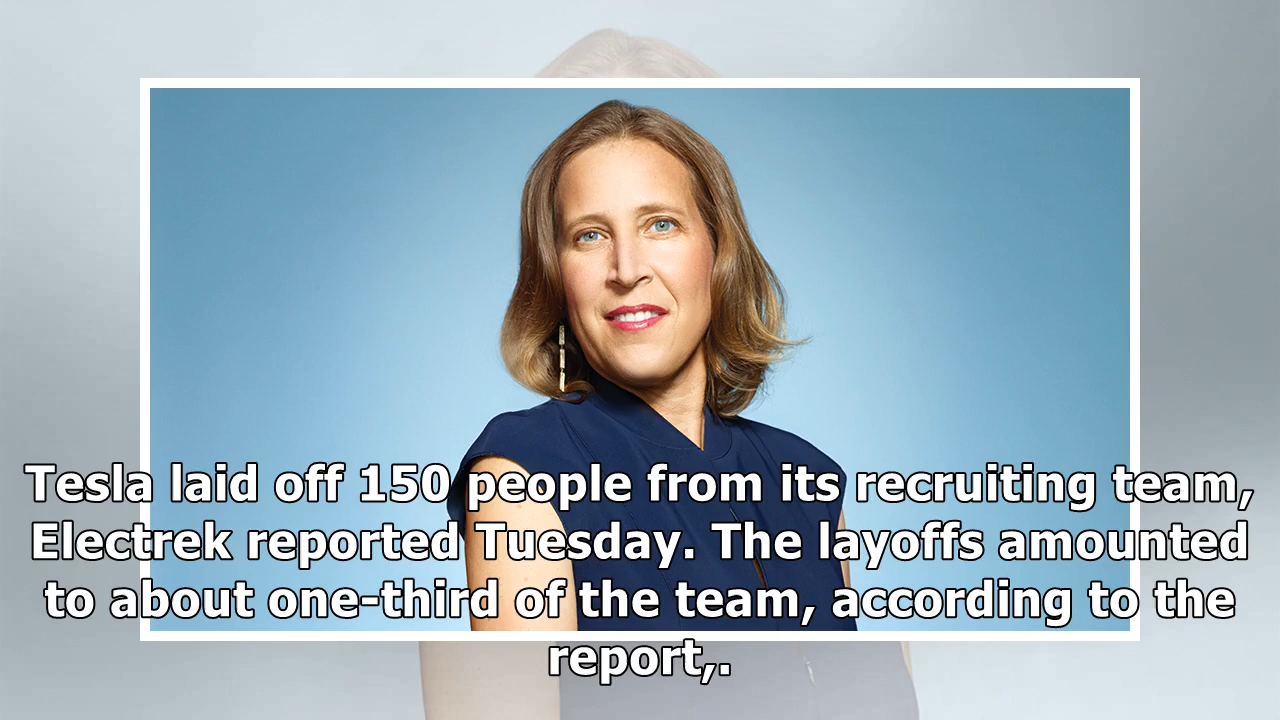 Tesla laid off 150 people from its recruiting team,
Electrek reported Tuesday. The layoffs amounted
to about one-third of the team, according to the
report,.